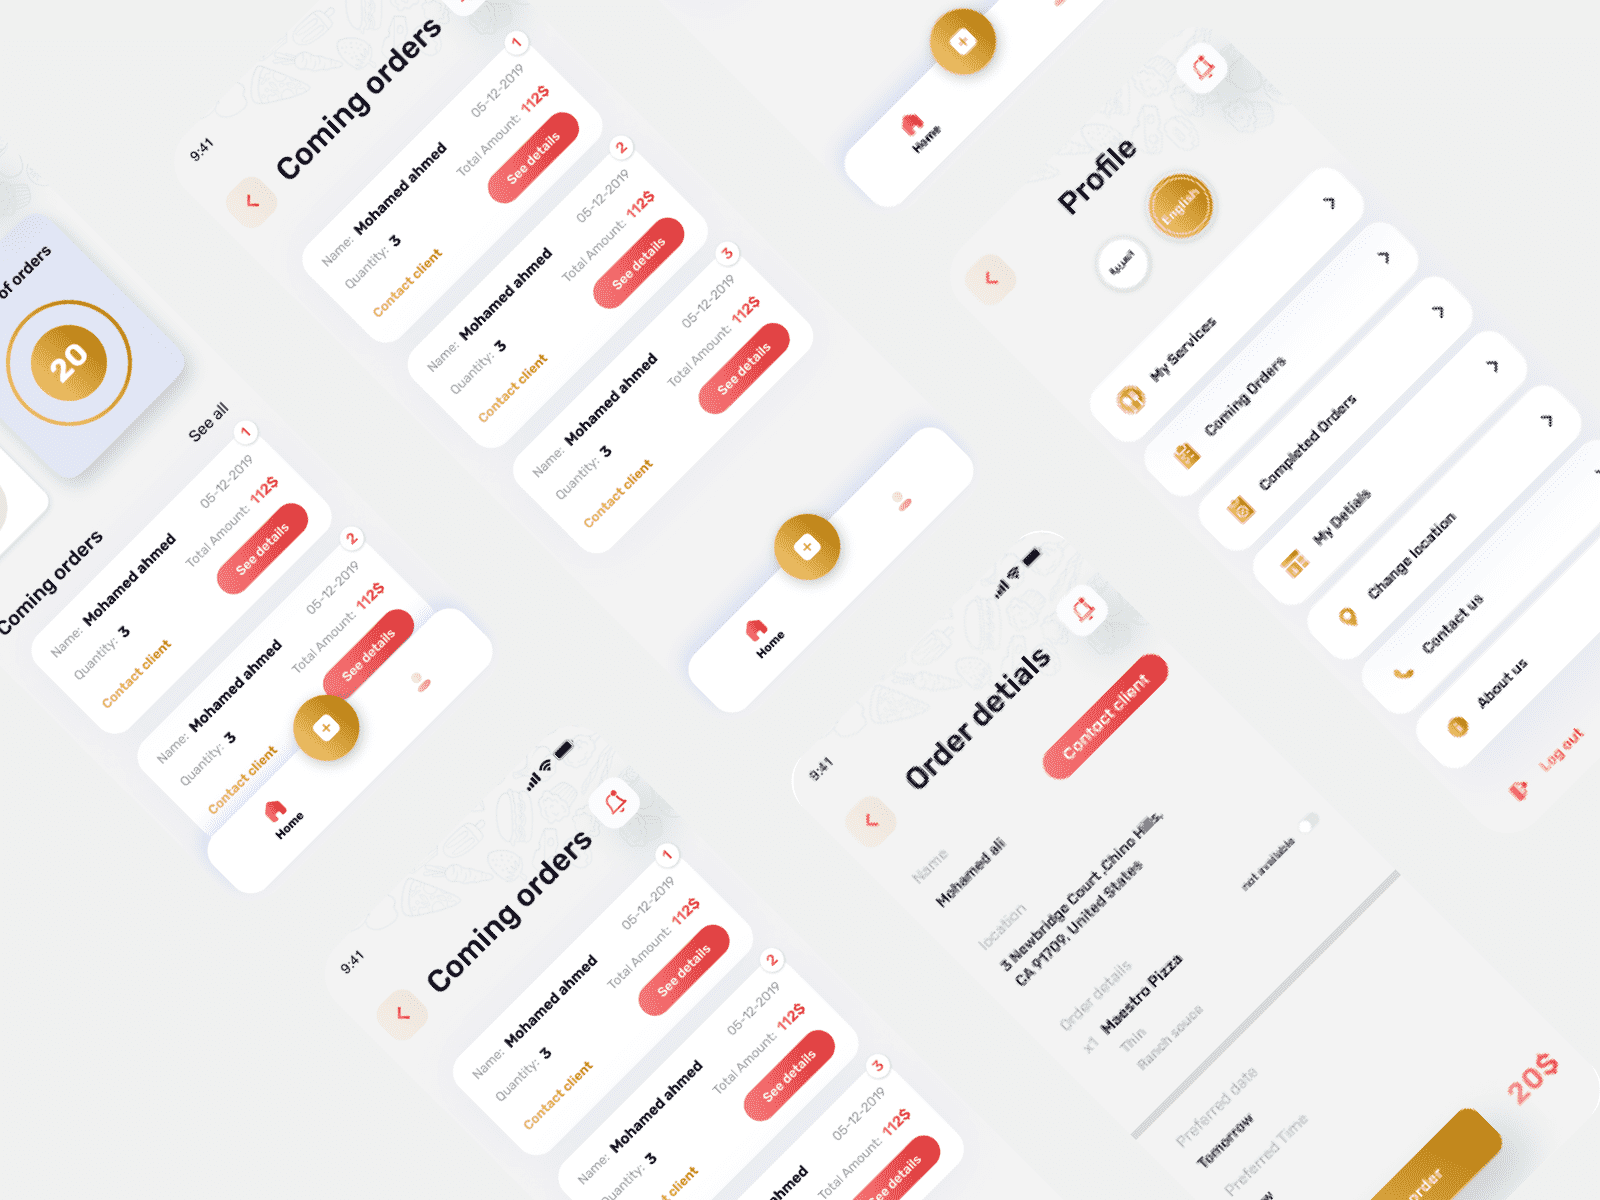 of orders
20
See all
Coming orders
1
05-12-2019
Name: Mohamed ahmed
Total Amount: 112$
Quantity: 3
See details
Contact client
2
05-12-2019
Name: Mohamed ahmed
Total Amount: 112$
Quantity: 3
See details
Contact client
Home
9:41
Coming orders
1
05-12-2019
Name: Mohamed ahmed
Total Amount: 112$
Quantity: 3
See details
Contact client
2
05-12-2019
Name: Mohamed ahmed
Total Amount: 112$
Quantity: 3
See details
Contact client
3
05-12-2019
Name: Mohamed ahmed
Total Amount: 112$
Quantity: 3
See details
Contact client
Home
9:41
Coming orders
1
05-12-2019
Name: Mohamed ahmed
Total Amount: 112$
Quantity: 3
See details
Contact client
2
05-12-2019
Name: Mohamed ahmed
Total Amount: 112$
Quantity: 3
See details
Contact client
3
05-12-2019
ahmed
Total Amount: 112$
See details
client
Home
Profile
English
العربية
My Services
Coming Orders
Completed Orders
My Detials
Change location
Contact us
About us
Log out
9:41
Order detials
Contact client
Name
Mohamed ali
location
3 Newbridge Court ,Chino Hills,
CA 91709, United States
not available
Order details
x1 Maestro Pizza
Thin
Ranch souce
20$
Preferred date
Tomorrow
Preferred Time
order